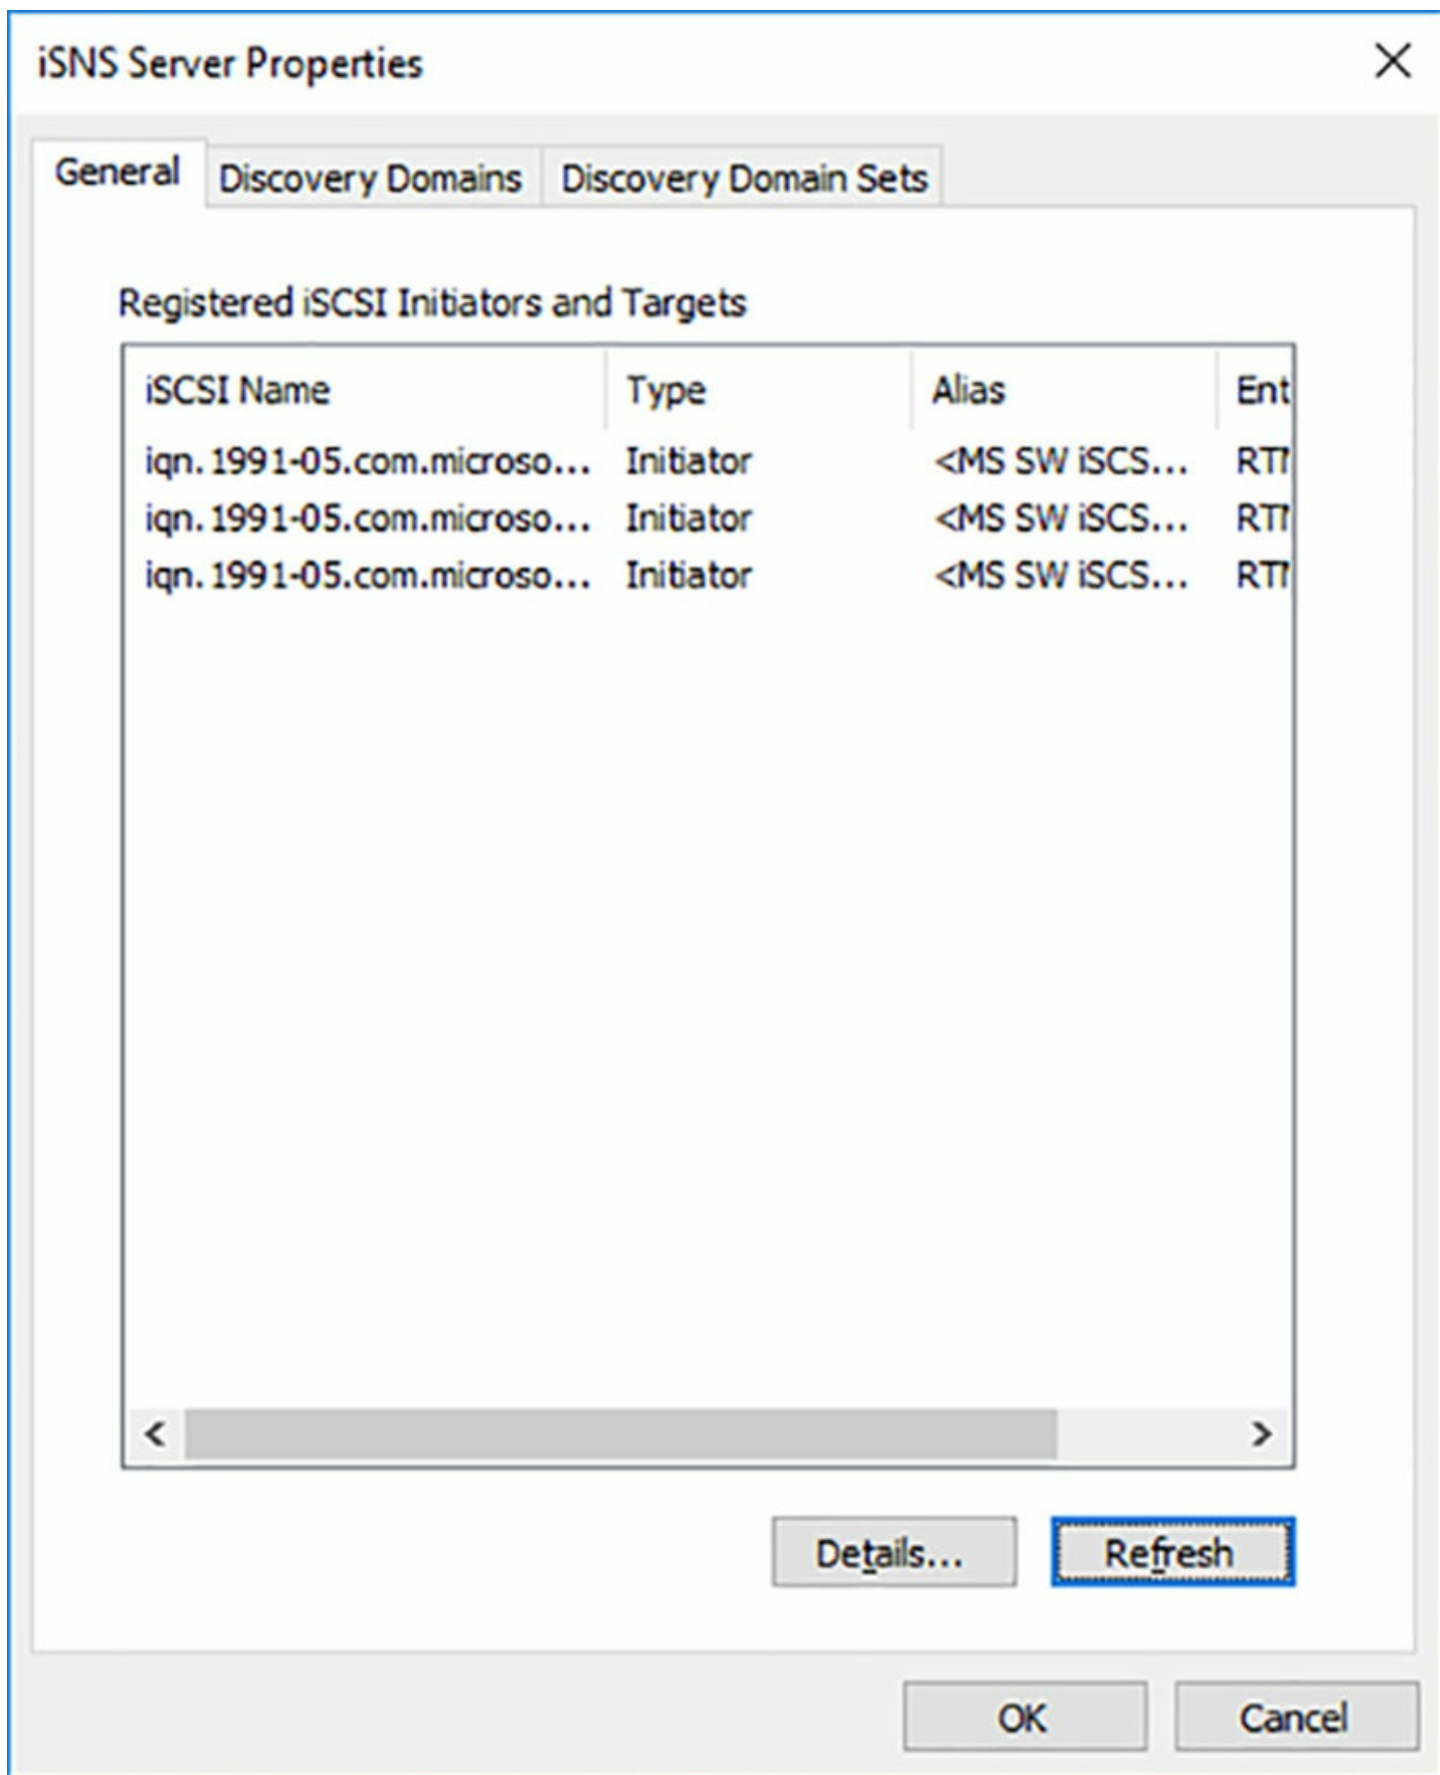 iSNS Server Properties
General Discovery Domains Discovery Domain Sets
Registered iSCSI Initiators and Targets
iSCSI Name Type Alias Ent
iqn.1991-05.com.microso... Initiator <MS SW iSCS...
iqn.1991-05.com.microso... Initiator <MS SW iSCS...
iqn.1991-05.com.microso... Initiator <MS SW iSCS...
Details... Refresh
OK Cancel